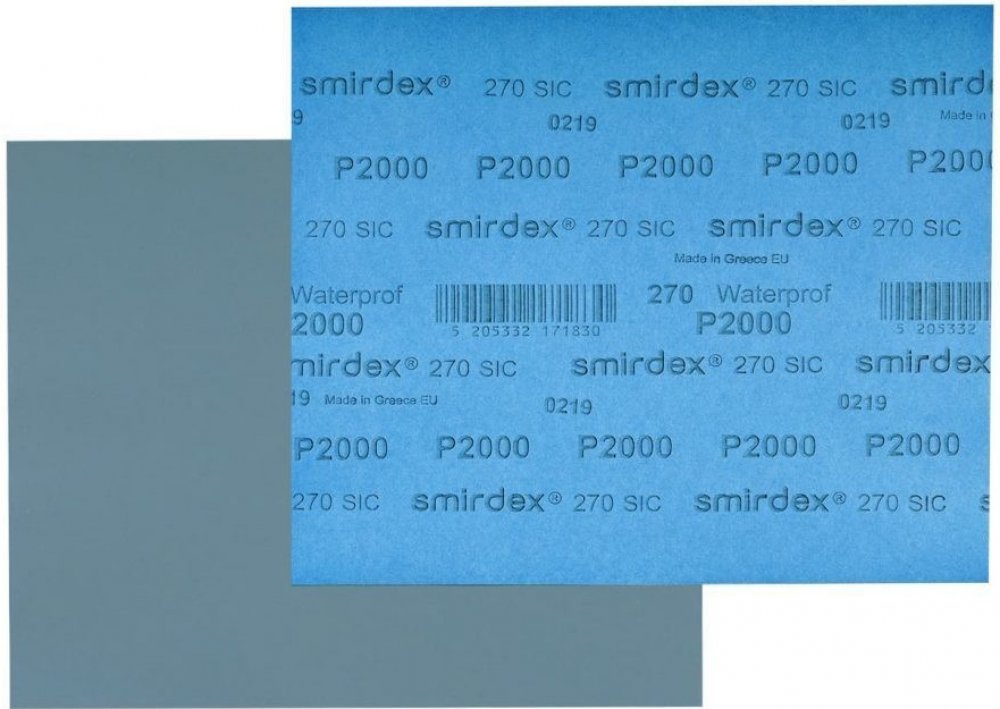 smirdex® 270 SIC smirdex® 270 SIC smird
9 0219 0219 Made in
P2000 P2000 P2000 P2000 P200
270 SIC smirdex® 270 SIC smirdex® 270 SIC
Made in Greece EU
Waterprof 270 Waterprof
2000 P2000
5 205332 171830 5 205332
mirdex® 270 SIC smirdex® 270 SIC smirdex
19 Made in Greece EU 0219 0219
P2000 P2000 P2000 P2000 P2000
270 SIC smirdex® 270 SIC smirdex® 270 SIC s